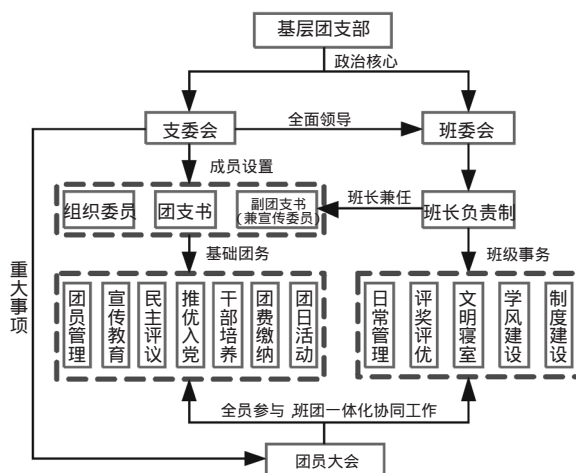 基层团支部
政治核心
支委会
全面领导
班委会
成员设置
组织委员
团支书
副团支书
(兼宣传委员)
班长兼任
班长负责制
重大事项
基础团务
班级事务
团员管理
宣传教育
民主评议
推优入党
干部培养
团费缴纳
团日活动
日常管理
评奖评优
文明寝室
学风建设
制度建设
全员参与,班团一体化协同工作
团员大会